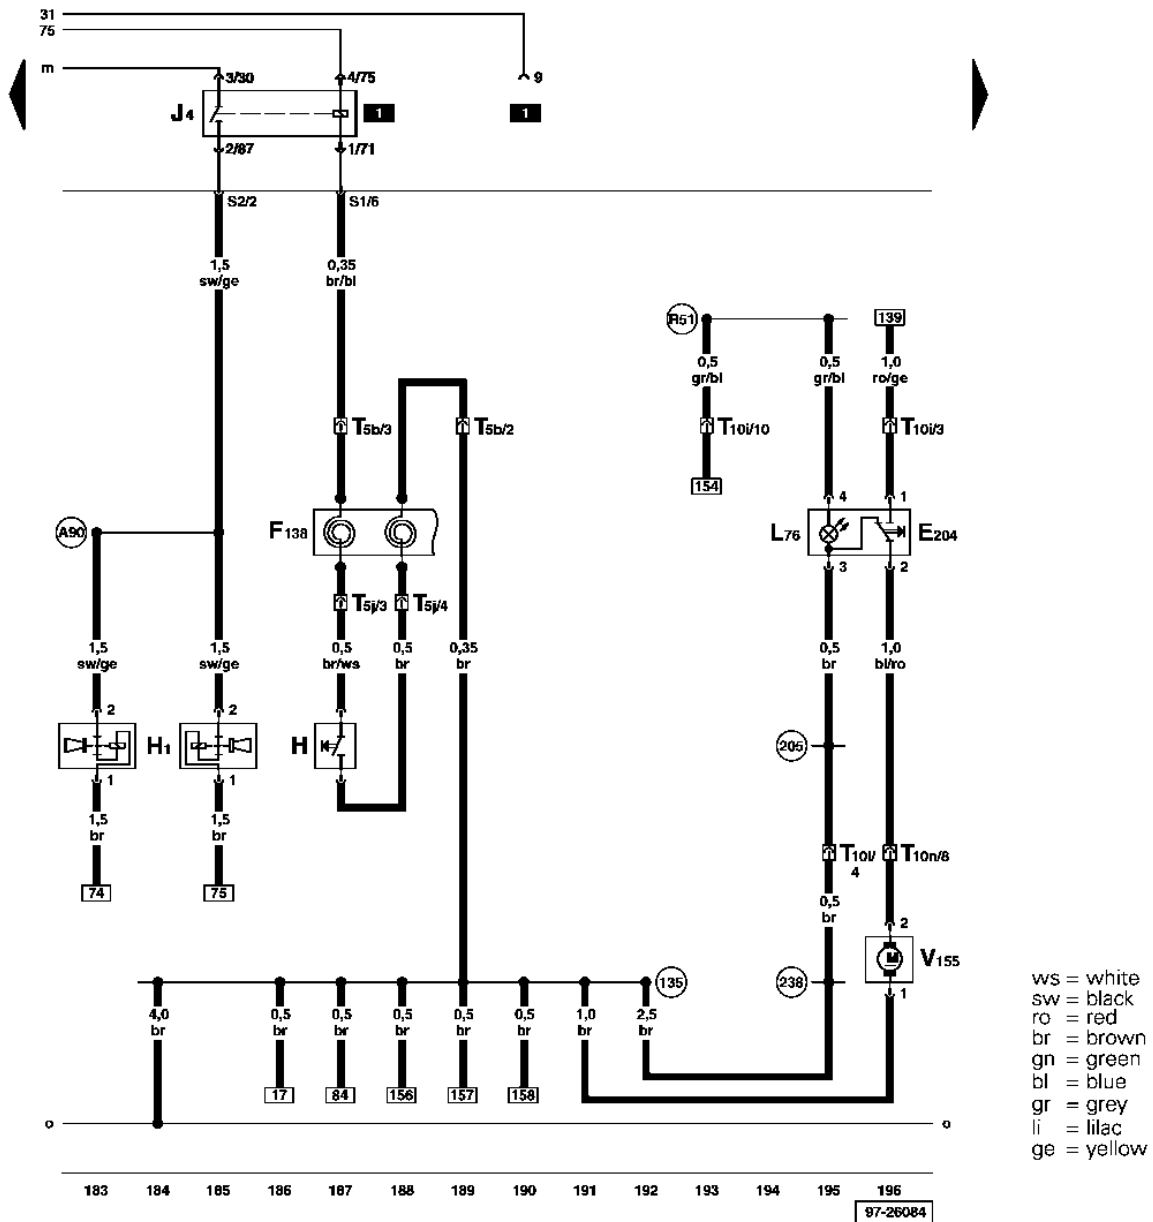 31
75
m
3/30
4/75
9
J4
1
1
2/87
1/71
S2/2
S1/6
1,5
sw/ge
0,35
br/bl
R51
139
0,5
gr/bl
0,5
gr/bl
1,0
ro/ge
T5b/3
T5b/2
T10i/10
T10i/3
154
4
1
A90
F138
L76
E204
3
2
T5j/3
T5j/4
1,5
sw/ge
1,5
sw/ge
0,5
br/ws
0,5
br
0,35
br
0,5
br
1,0
bl/ro
2
2
H1
H
205
1
1
1,5
br
1,5
br
T10l/
4
T10n/8
74
75
0,5
br
2
V155
135
238
1
4,0
br
0,5
br
0,5
br
0,5
br
0,5
br
0,5
br
1,0
br
2,5
br
17
84
156
157
158
o
o
183 184 185 186 187 188 189 190 191 192 193 194 195 196
97-26084
ws = white
sw = black
ro = red
br = brown
gn = green
bl = blue
gr = grey
li = lilac
ge = yellow